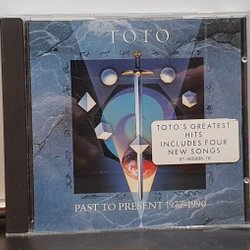 TOTO
TOTO'S GREATEST
HITS
INCLUDES FOUR
NEW SONGS
PAST TO PRESENT 1977-1990